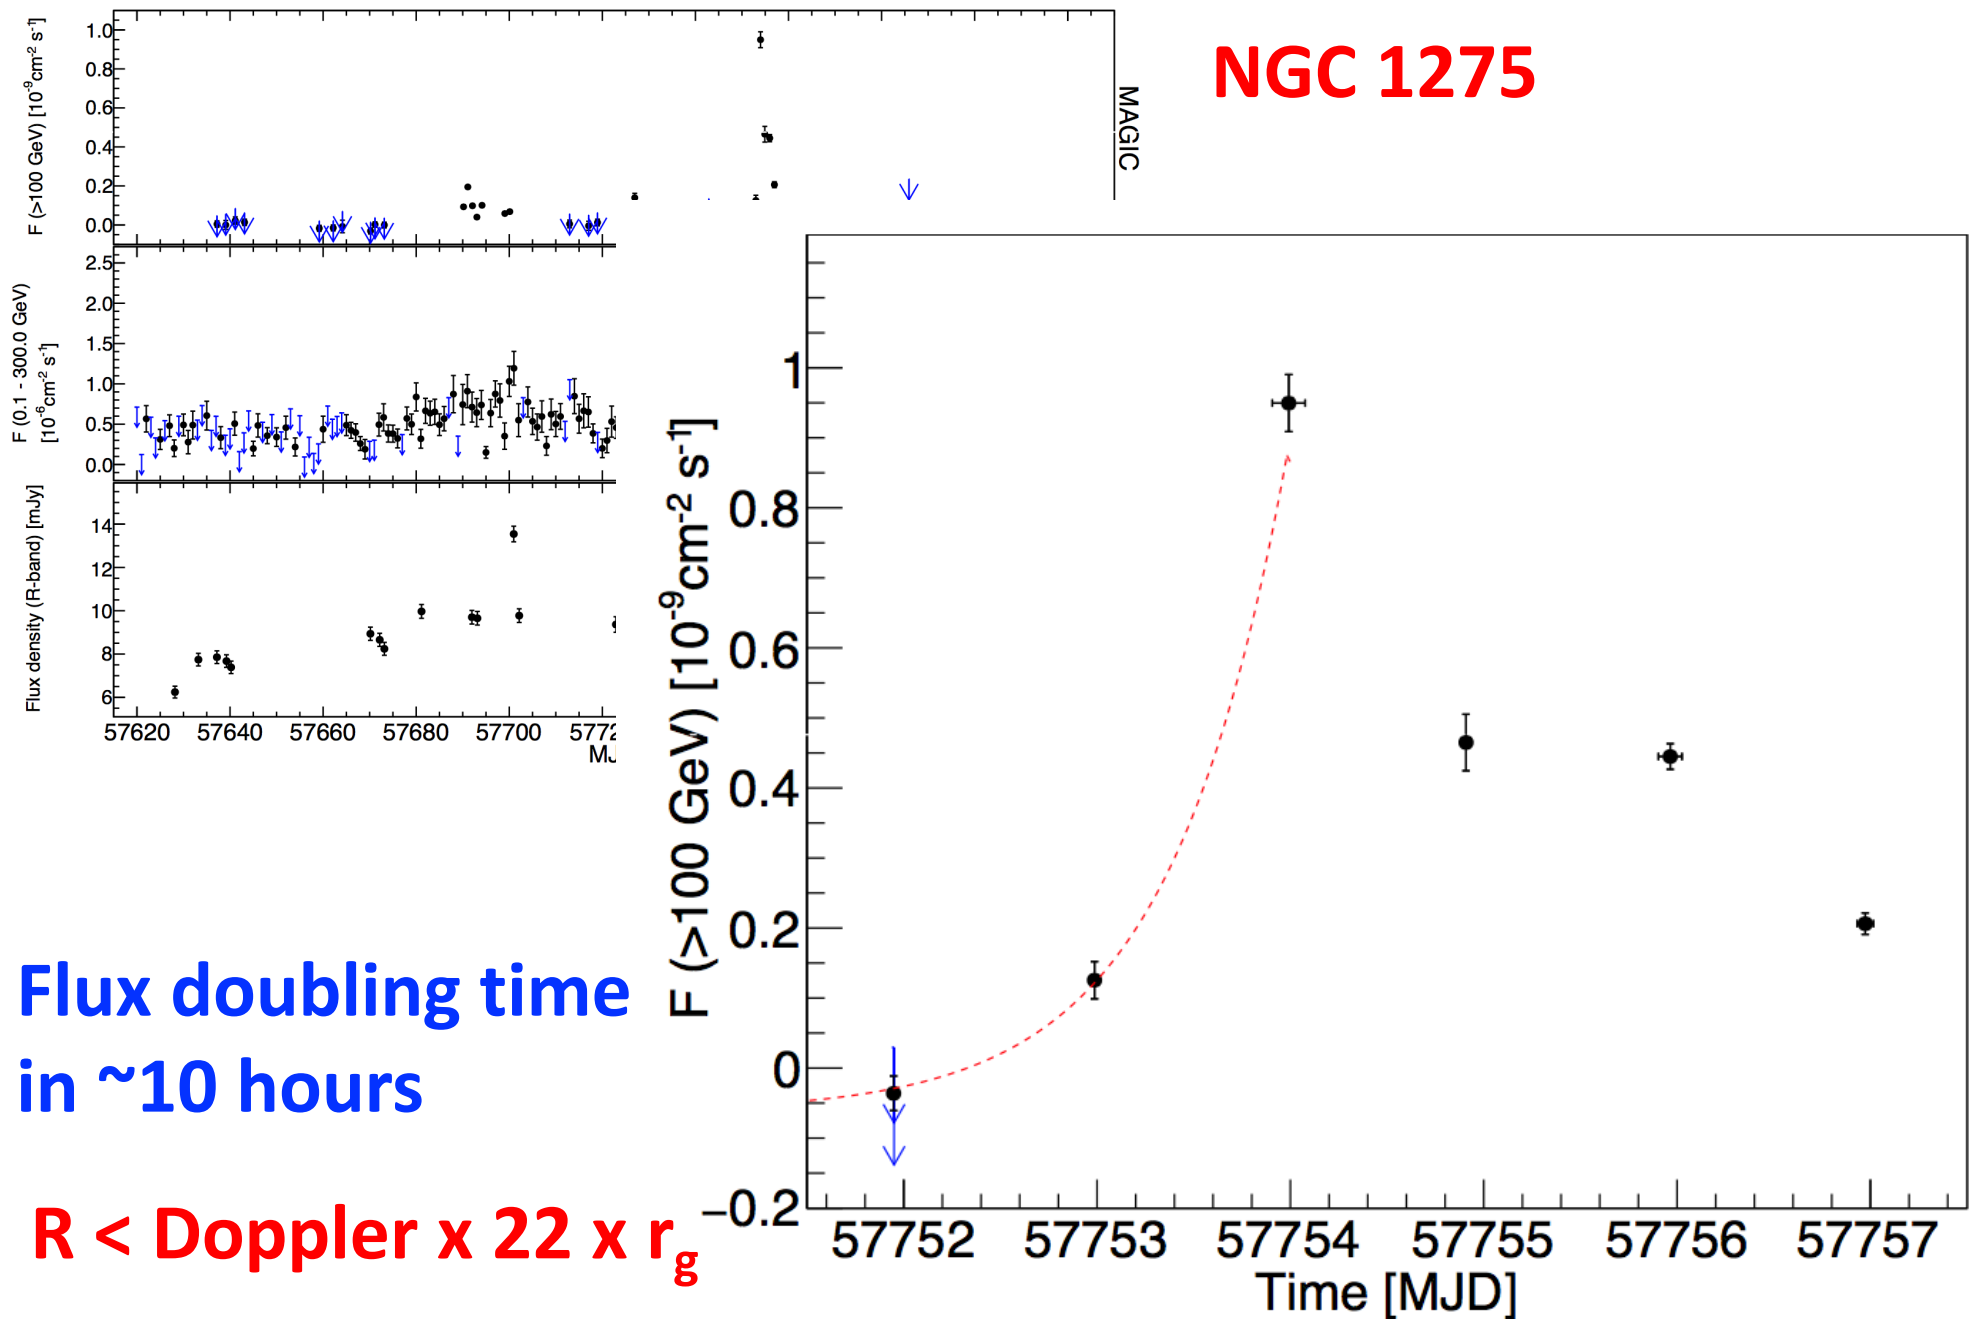 NGC 1275
F (>100 GeV) [10⁻⁹cm⁻² s⁻¹]
1.0
0.8
0.6
0.4
0.2
0.0
MAGIC
F (0.1 - 300.0 GeV)
[10⁻⁶cm⁻² s⁻¹]
2.5
2.0
1.5
1.0
0.5
0.0
Flux density (R-band) [mJy]
14
12
10
8
6
57620 57640 57660 57680 57700 5772
MJ
F (>100 GeV) [10⁻⁹cm⁻² s⁻¹]
1
0.8
0.6
0.4
0.2
0
−0.2
57752 57753 57754 57755 57756 57757
Time [MJD]
Flux doubling time
in ~10 hours
R < Doppler x 22 x r_g